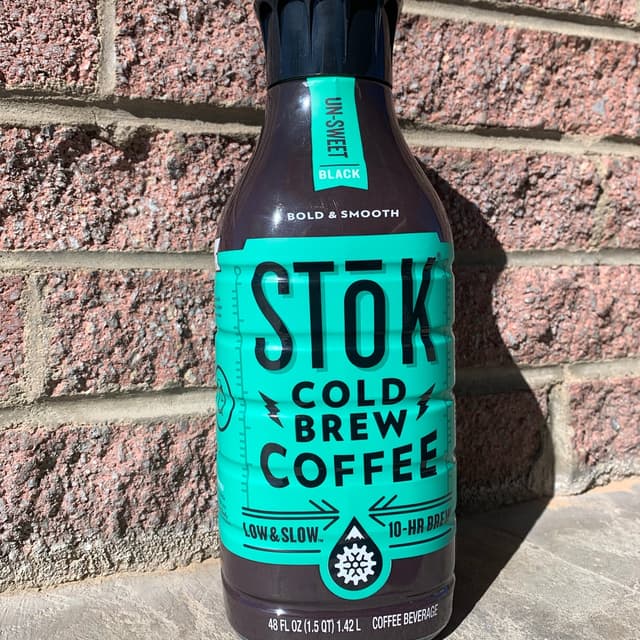 UN-SWEET
BLACK
BOLD & SMOOTH
STōK
COLD
BREW
COFFEE
LOW & SLOW™ 10-HR BREW
48 FL OZ (1.5 QT) 1.42 L COFFEE BEVERAGE